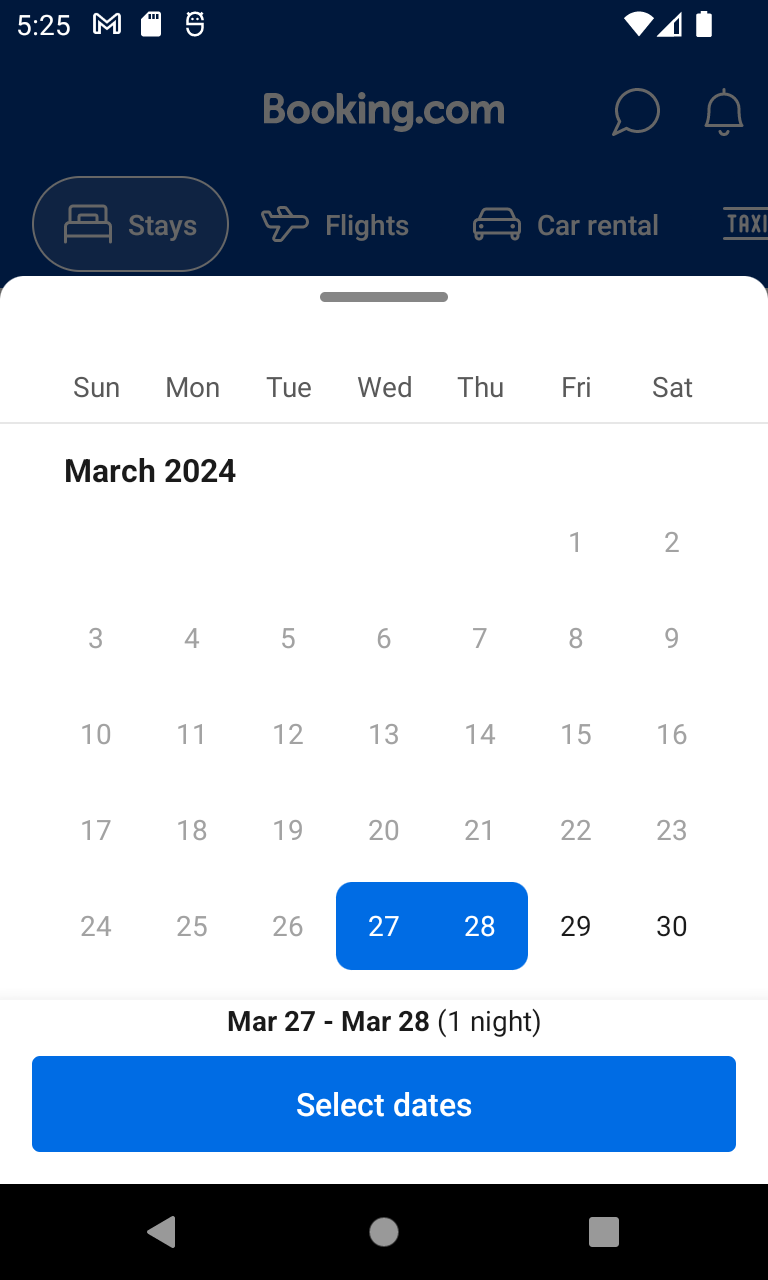 5:25
Booking.com
Stays Flights Car rental TAXI
Sun Mon Tue Wed Thu Fri Sat
March 2024
1 2
3 4 5 6 7 8 9
10 11 12 13 14 15 16
17 18 19 20 21 22 23
24 25 26 27 28 29 30
Mar 27 - Mar 28 (1 night)
Select dates